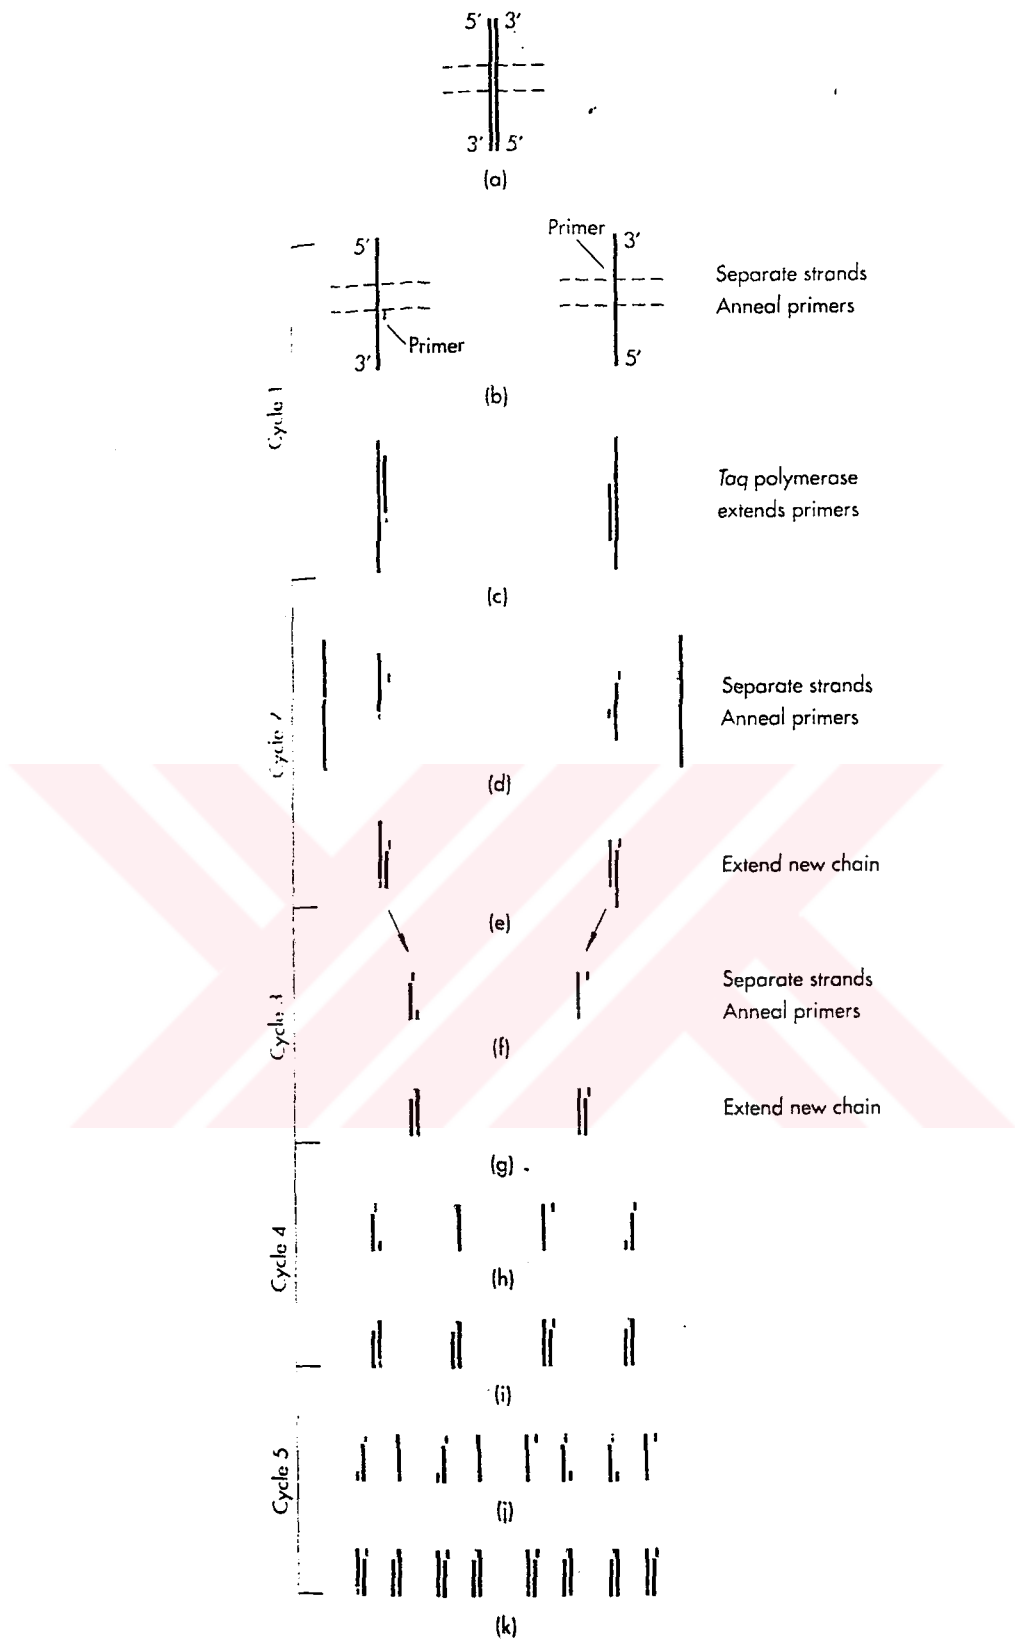 5′ 3′
3′ 5′
(a)
Primer
5′ 3′
Separate strands
Anneal primers
Primer
3′ 5′
(b)
Cycle 1
Taq polymerase
extends primers
(c)
Separate strands
Anneal primers
Cycle 2
(d)
Extend new chain
(e)
Separate strands
Anneal primers
Cycle 3
(f)
Extend new chain
(g)
Cycle 4
(h)
(i)
Cycle 5
(j)
(k)